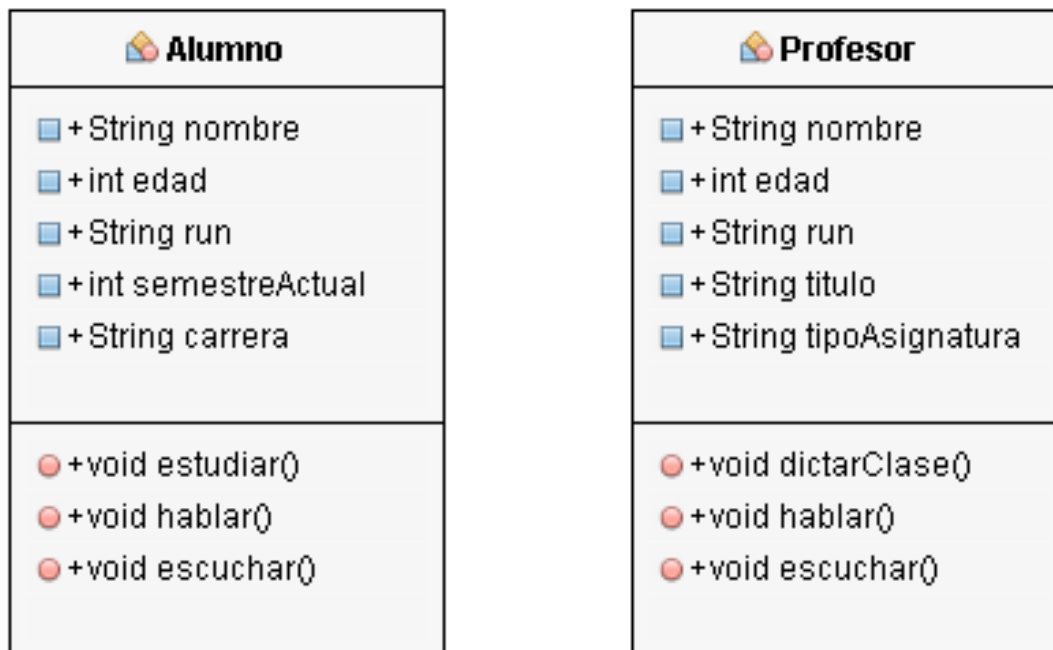 Alumno
+String nombre
+int edad
+String run
+int semestreActual
+String carrera
+void estudiar()
+void hablar()
+void escuchar()
Profesor
+String nombre
+int edad
+String run
+String titulo
+String tipoAsignatura
+void dictarClase()
+void hablar()
+void escuchar()